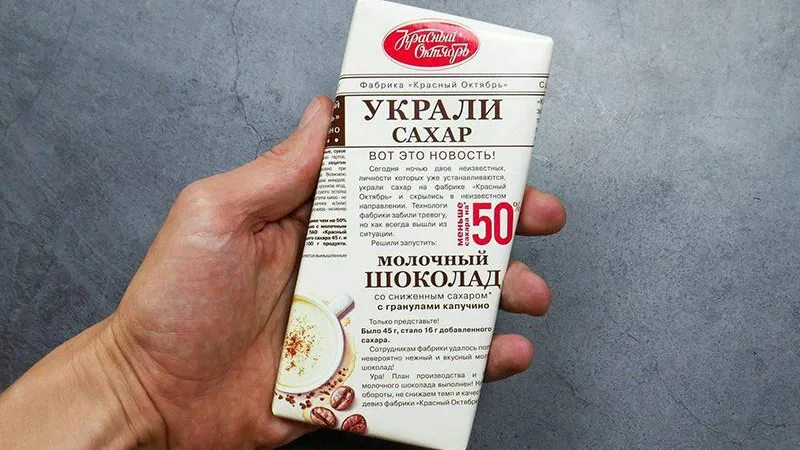 Красный
Октябрь
Фабрика «Красный Октябрь»
УКРАЛИ
САХАР
ВОТ ЭТО НОВОСТЬ!
Сегодня ночью двое неизвестных,
личности которых уже устанавливаются,
украли сахар на фабрике «Красный
Октябрь» и скрылись в неизвестном
направлении. Технологи
фабрики забили тревогу,
но как всегда вышли из
ситуации.
Решили запустить:
меньше
сахара на*
50%
МОЛОЧНЫЙ
ШОКОЛАД
со сниженным сахаром*
с гранулами капучино
Только представьте!
Было 45 г, стало 16 г добавленного
сахара.
Сотрудникам фабрики удалось
невероятно нежный и вкусный
шоколад!
Ура! План производства и
молочного шоколада выполнен!
обороты, не снижаем темп и
девиз фабрики «Красный Октябрь